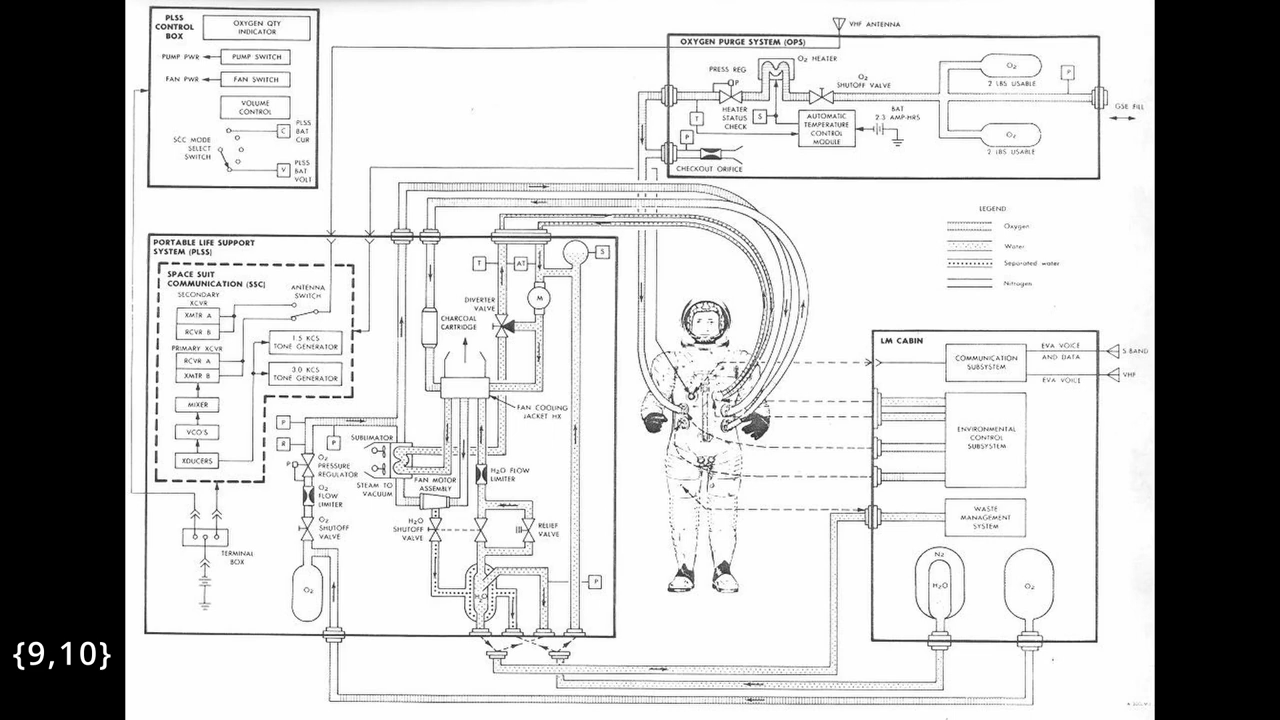 PLSS
CONTROL
BOX
OXYGEN QTY
INDICATOR
PUMP PWR
PUMP SWITCH
FAN PWR
FAN SWITCH
VOLUME
CONTROL
SCC MODE
SELECT
SWITCH
C
PLSS
BAT
CUR
V
PLSS
BAT
VOLT
VHF ANTENNA
OXYGEN PURGE SYSTEM (OPS)
PRESS REG
P
O₂ HEATER
O₂
SHUTOFF VALVE
O₂
2 LBS USABLE
P
GSE FILL
HEATER
STATUS
CHECK
T
S
P
AUTOMATIC
TEMPERATURE
CONTROL
MODULE
BAT
2.3 AMP-HRS
O₂
2 LBS USABLE
CHECKOUT ORIFICE
LEGEND
Oxygen
Water
Separated water
Nitrogen
PORTABLE LIFE SUPPORT
SYSTEM (PLSS)
SPACE SUIT
COMMUNICATION (SSC)
SECONDARY
XCVR
ANTENNA
SWITCH
XMTR A
RCVR B
PRIMARY XCVR
RCVR A
XMTR B
1.5 KCS
TONE GENERATOR
3.0 KCS
TONE GENERATOR
MIXER
VCO'S
XDUCERS
TERMINAL
BOX
P
R
P
P
O₂
PRESSURE
REGULATOR
O₂
FLOW
LIMITER
O₂
SHUTOFF
VALVE
O₂
T
AT
S
M
DIVERTER
VALVE
CHARCOAL
CARTRIDGE
FAN COOLING
JACKET HX
SUBLIMATOR
STEAM TO
VACUUM
FAN MOTOR
ASSEMBLY
H₂O FLOW
LIMITER
H₂O
SHUTOFF
VALVE
RELIEF
VALVE
H₂O
P
LM CABIN
COMMUNICATION
SUBSYSTEM
EVA VOICE
AND DATA
EVA VOICE
S BAND
VHF
ENVIRONMENTAL
CONTROL
SUBSYSTEM
WASTE
MANAGEMENT
SYSTEM
N₂
H₂O
O₂
{9,10}